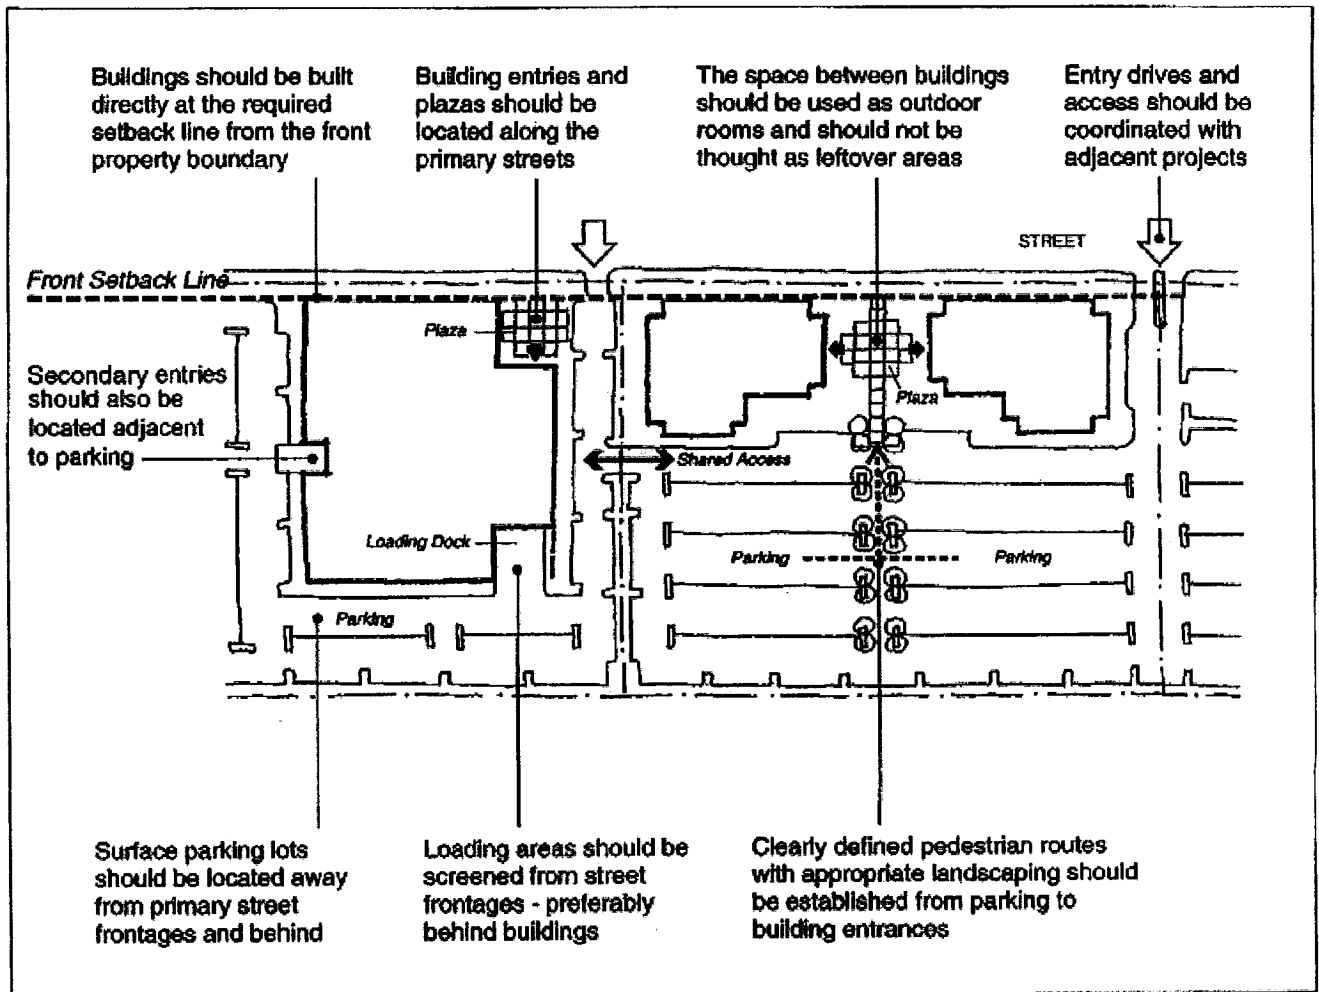 Buildings should be built
directly at the required
setback line from the front
property boundary
Building entries and
plazas should be
located along the
primary streets
The space between buildings
should be used as outdoor
rooms and should not be
thought as leftover areas
Entry drives and
access should be
coordinated with
adjacent projects
STREET
Front Setback Line
Plaza
Plaza
Secondary entries
should also be
located adjacent
to parking
Shared Access
Loading Dock
Parking
Parking
Parking
Surface parking lots
should be located away
from primary street
frontages and behind
Loading areas should be
screened from street
frontages - preferably
behind buildings
Clearly defined pedestrian routes
with appropriate landscaping should
be established from parking to
building entrances